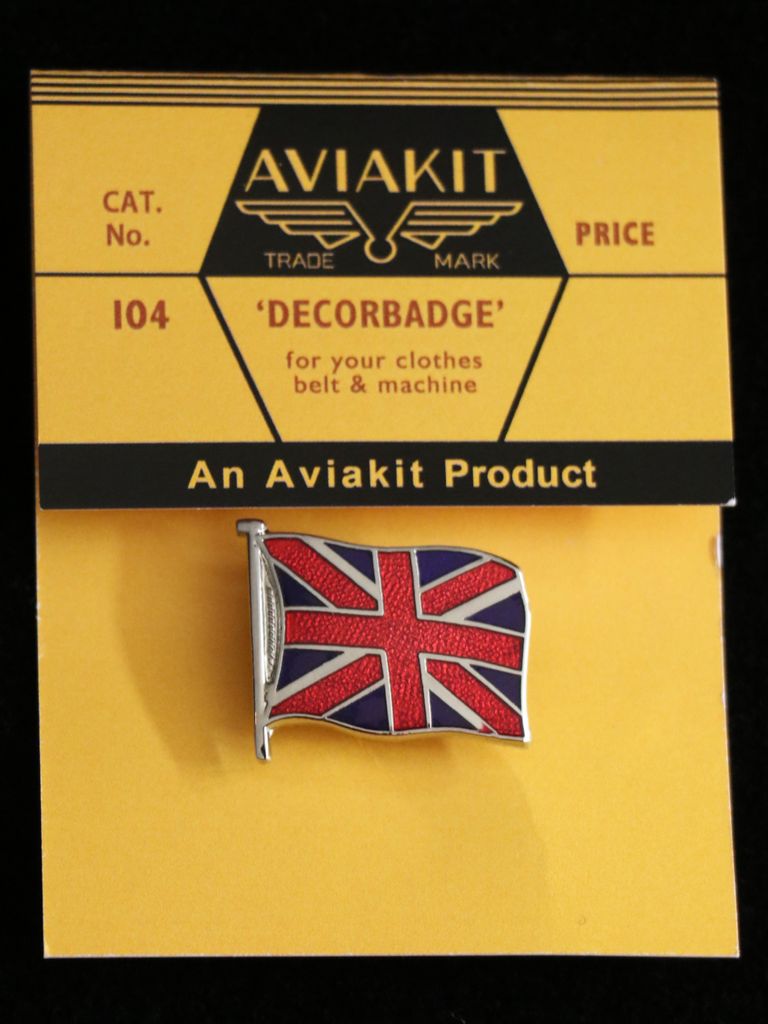 AVIAKIT
CAT.
No.
TRADE MARK
PRICE
104
'DECORBADGE'
for your clothes
belt & machine
An Aviakit Product